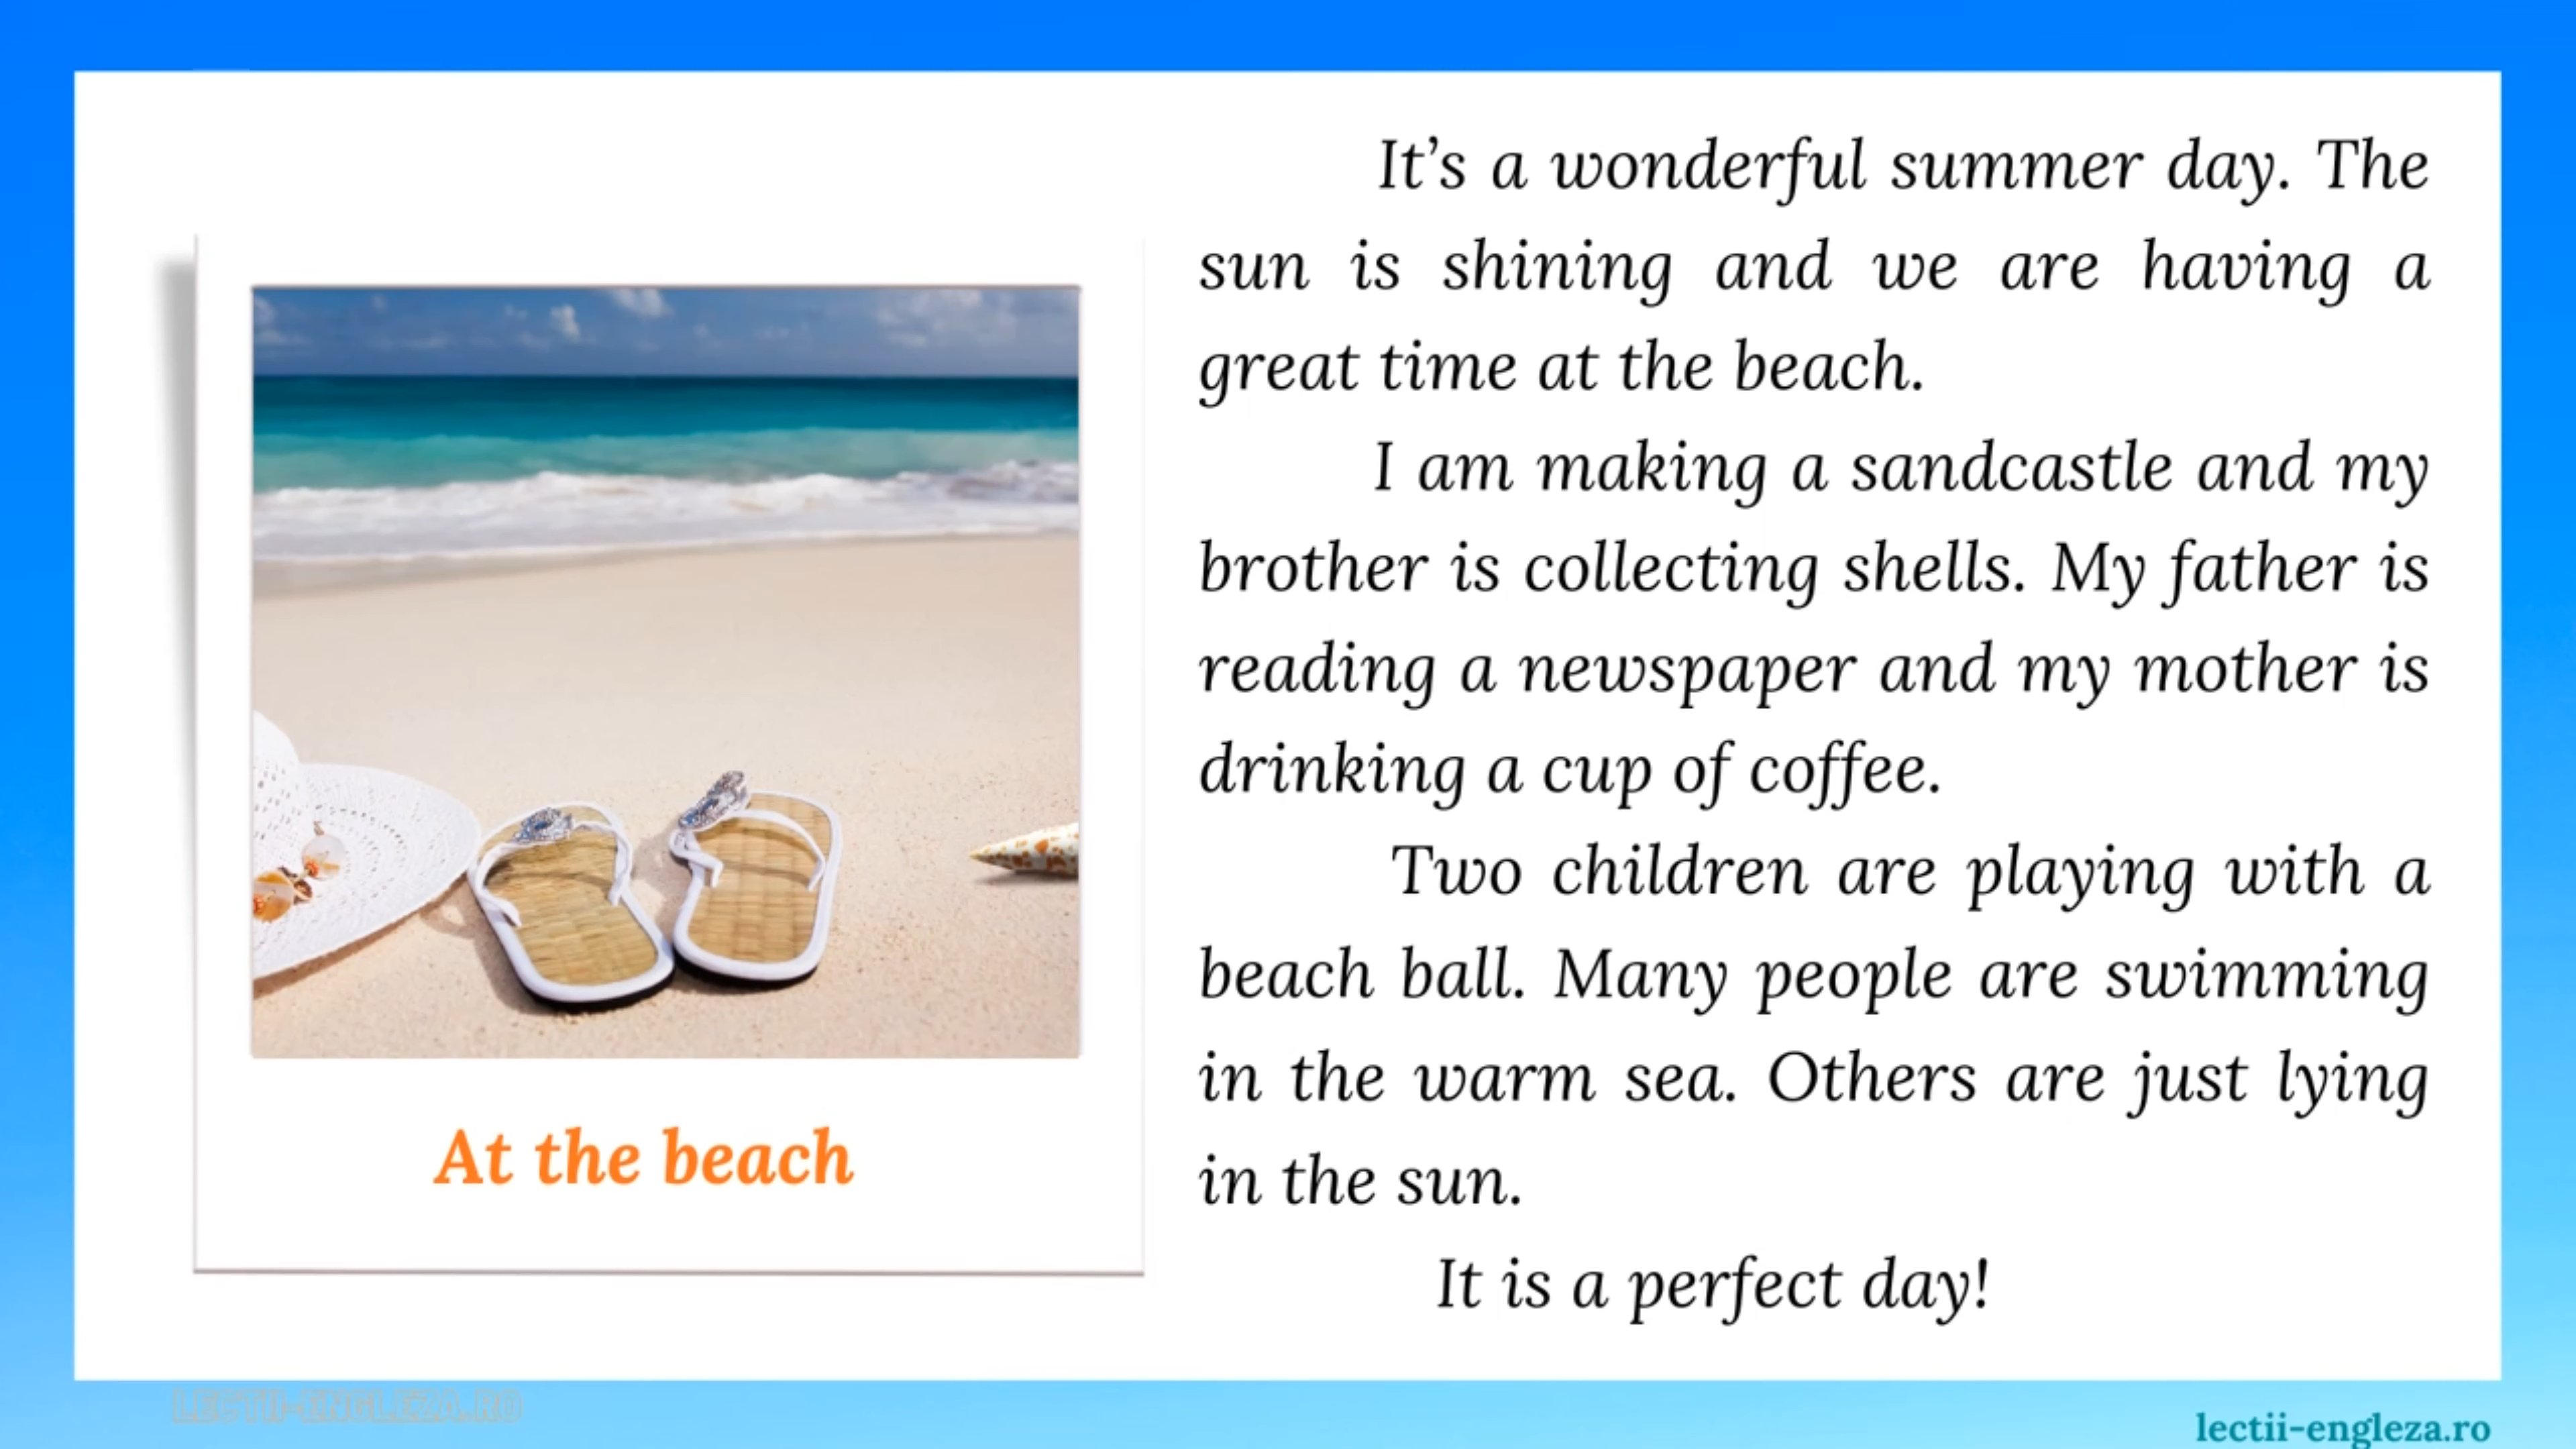 It’s a wonderful summer day. The
sun is shining and we are having a
great time at the beach.
I am making a sandcastle and my
brother is collecting shells. My father is
reading a newspaper and my mother is
drinking a cup of coffee.
Two children are playing with a
beach ball. Many people are swimming
in the warm sea. Others are just lying
in the sun.
It is a perfect day!
At the beach
LECTII-ENGLEZA.RO
lectii-engleza.ro